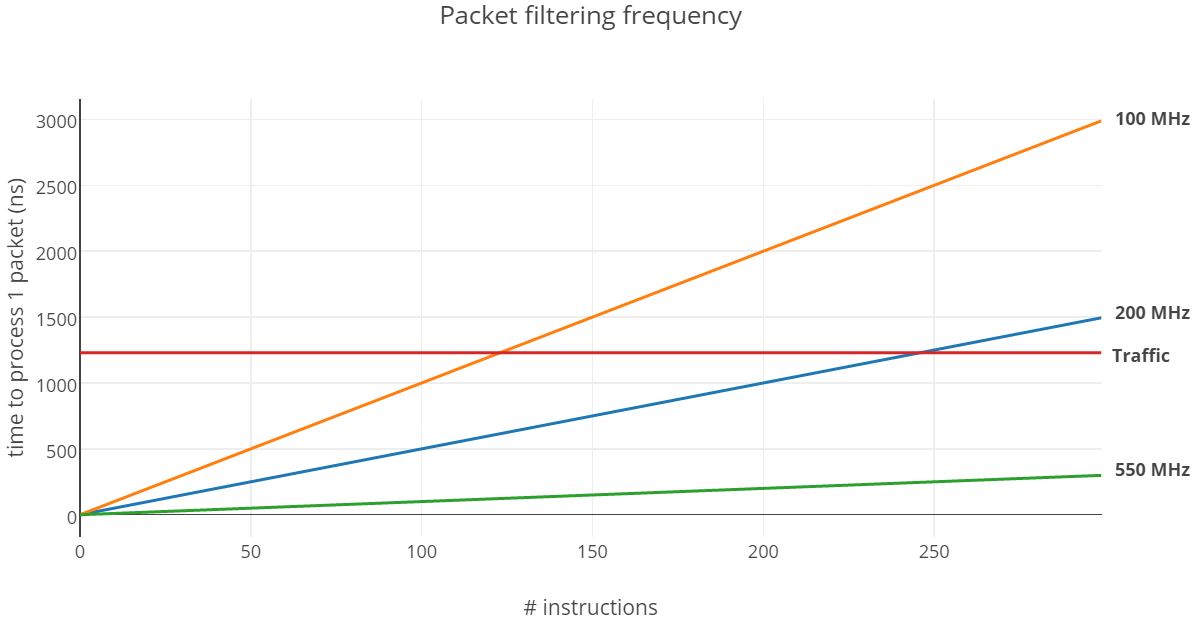 Packet filtering frequency
time to process 1 packet (ns)
3000
2500
2000
1500
1000
500
0
0
50
100
150
200
250
# instructions
100 MHz
200 MHz
Traffic
550 MHz